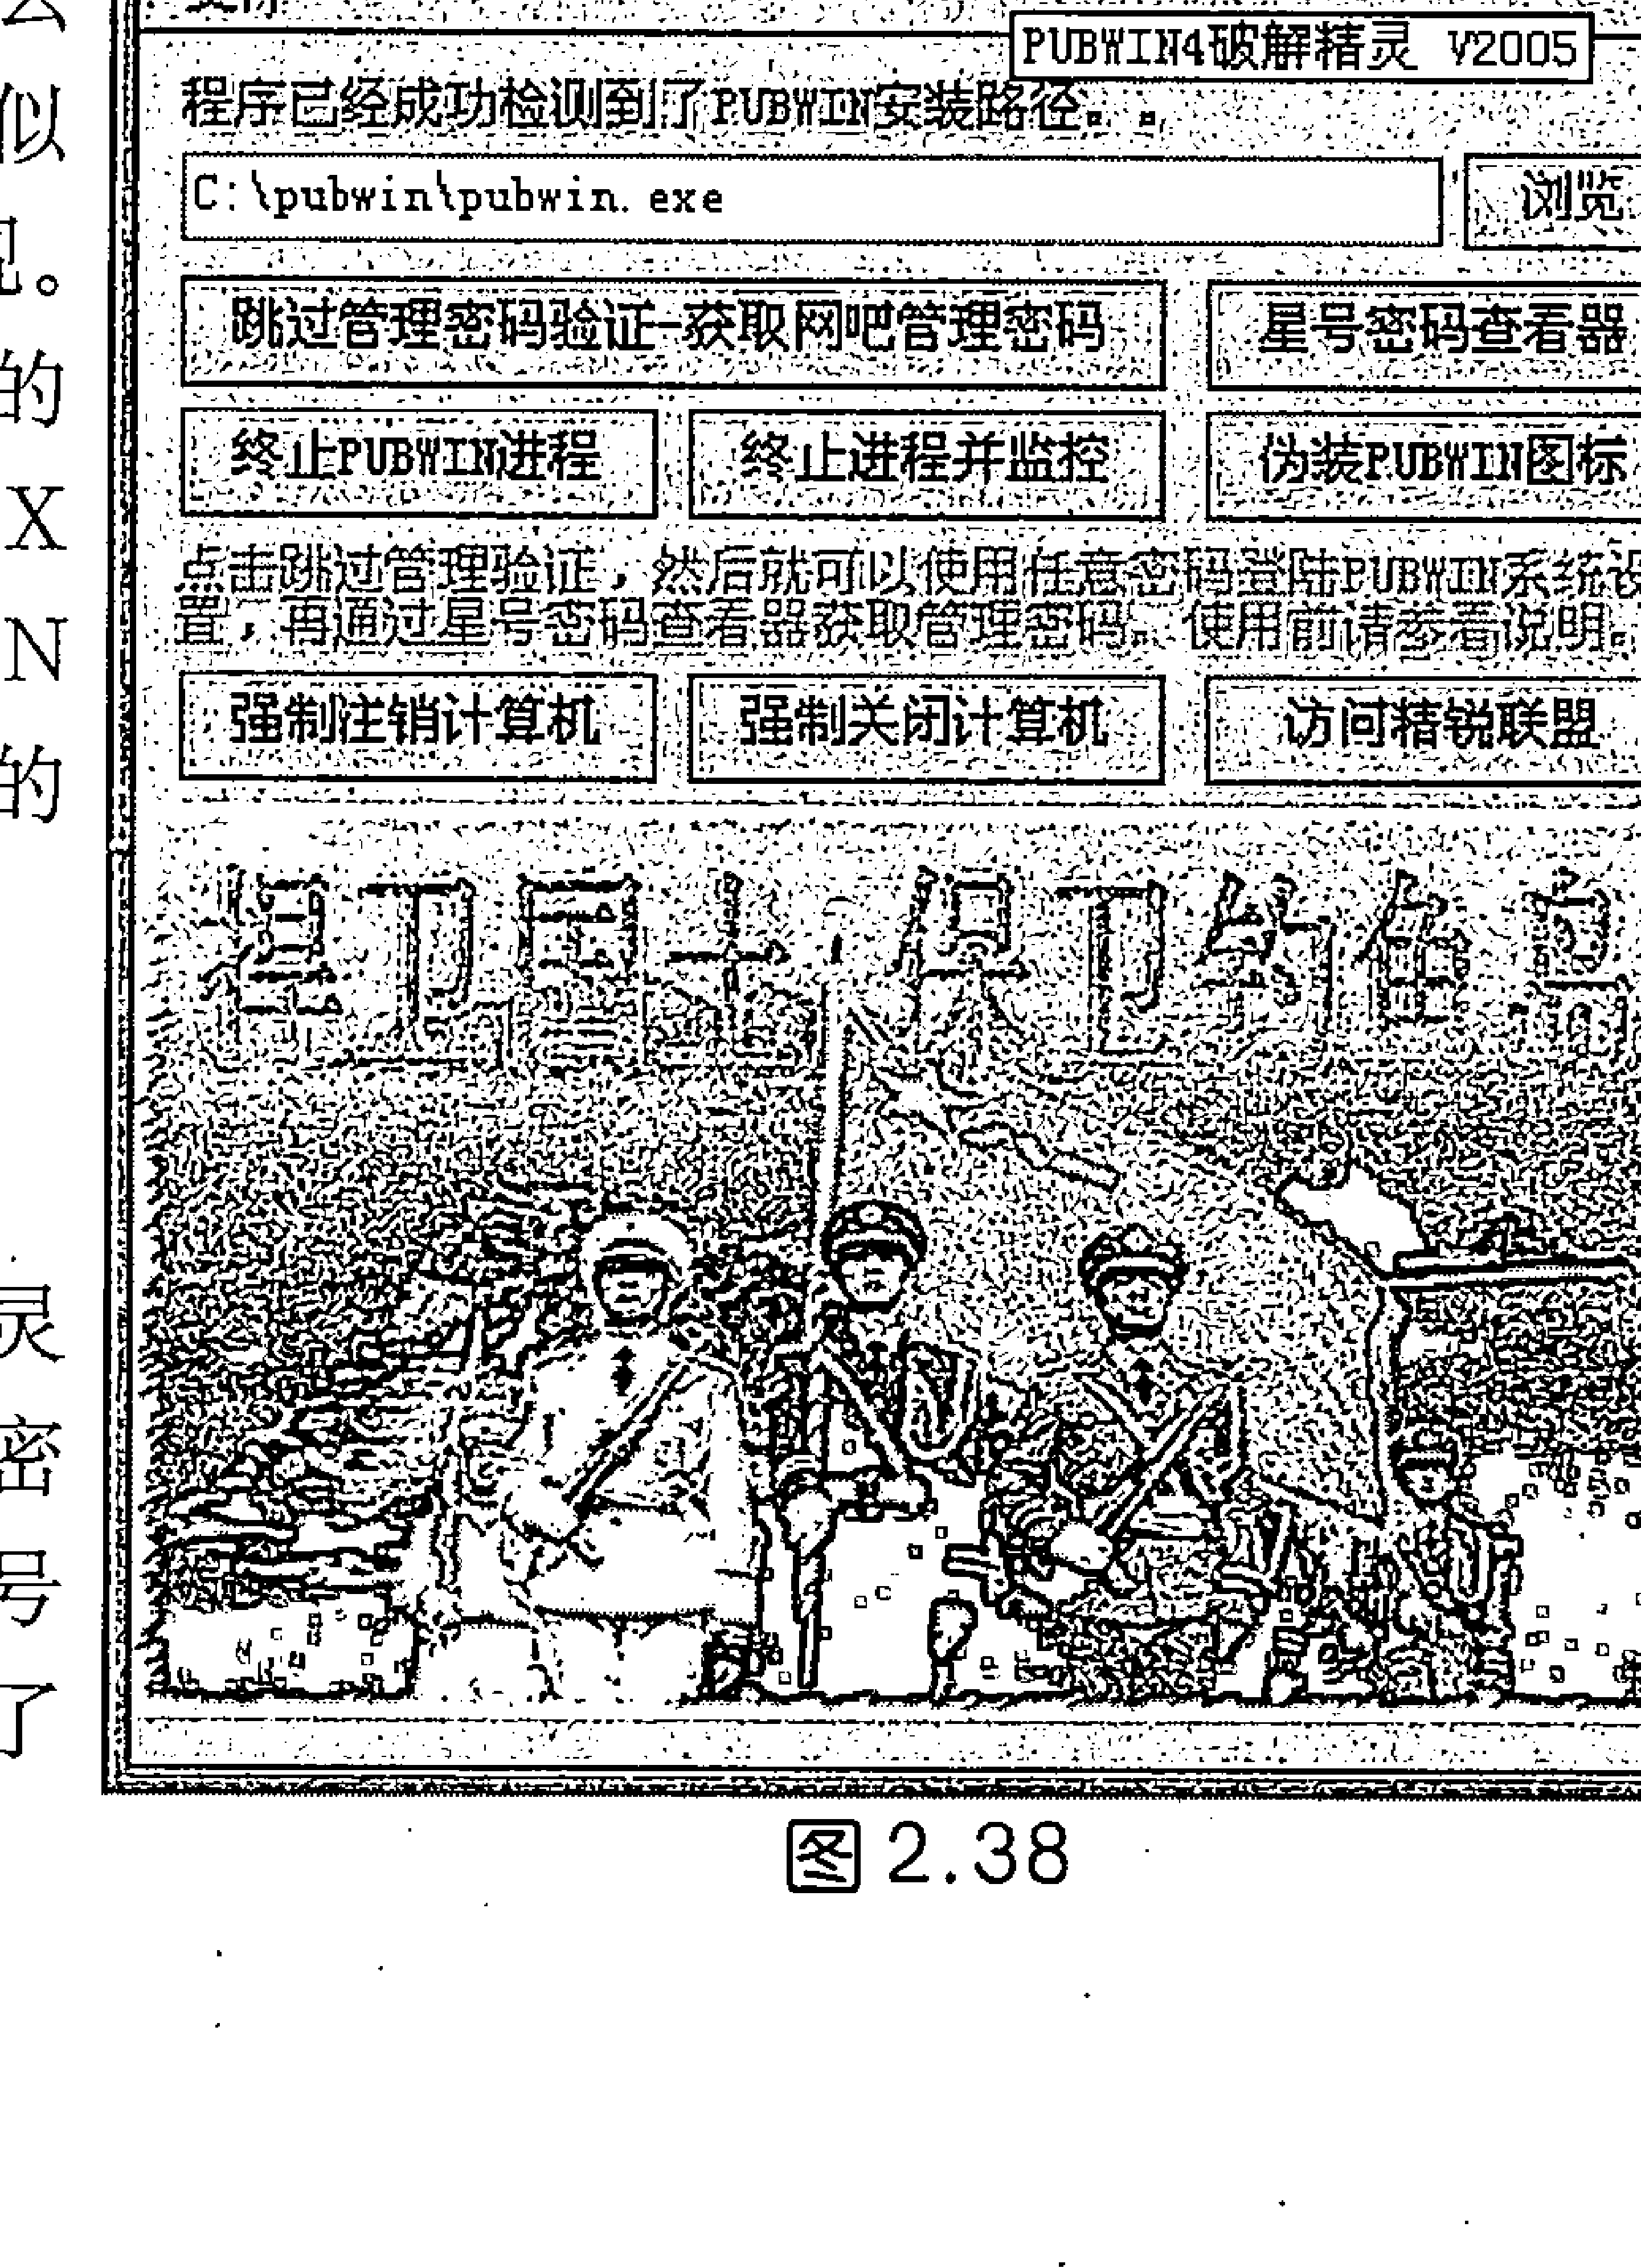 似
的
X
N
的
灵
密
号
了
PUBWIN4破解精灵 V2005
程序已经成功检测到了PUBWIN安装路径。。
C:\pubwin\pubwin.exe
浏览
跳过管理密码验证-获取网吧管理密码
星号密码查看器
终止PUBWIN进程
终止进程并监控
伪装PUBWIN图标
点击跳过管理验证，然后就可以使用任意密码登陆PUBWIN系统设
置，再通过星号密码查看器获取管理密码。使用前请参看说明。
强制注销计算机
强制关闭计算机
访问精锐联盟
图 2.38